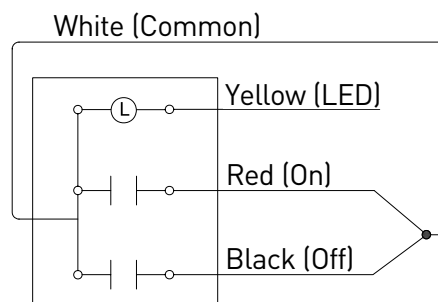 White (Common)
Yellow (LED)
L
Red (On)
Black (Off)